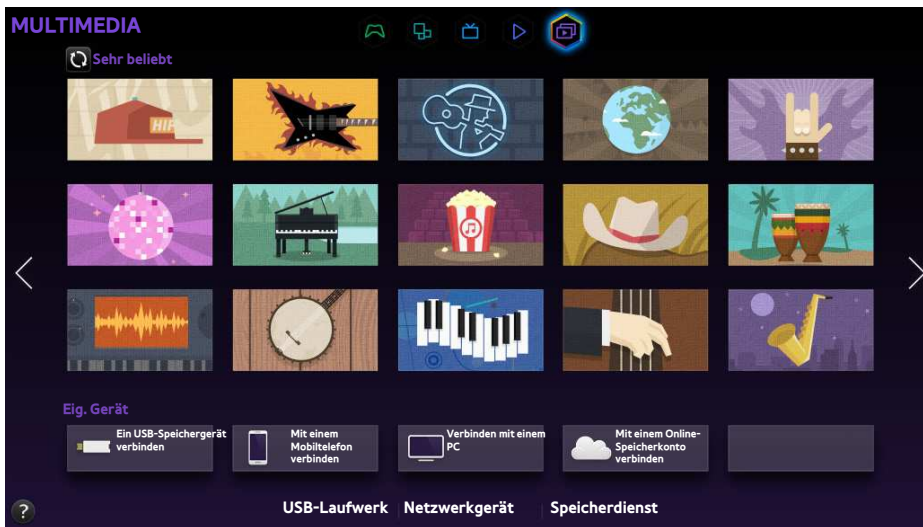 MULTIMEDIA
Sehr beliebt
HIP
Eig. Gerät
Ein USB-Speichergerät
verbinden
Mit einem
Mobiltelefon
verbinden
Verbinden mit einem
PC
Mit einem Online-
Speicherkonto
verbinden
?
USB-Laufwerk
Netzwerkgerät
Speicherdienst